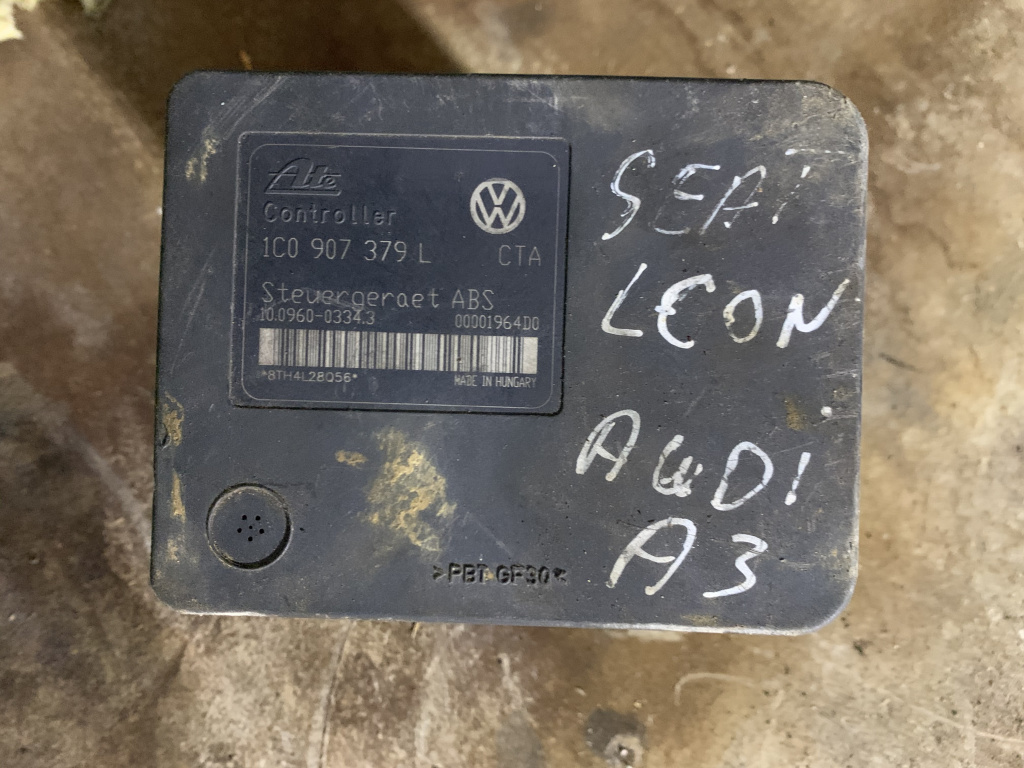 Ate
Controller
1C0 907 379 L CTA
Steuergeraet ABS
10.0960-0334.3 00001964D0
*8TH4L28Q56*
MADE IN HUNGARY
SEAT
LEON
AUDI
A3
>PBT GF30<